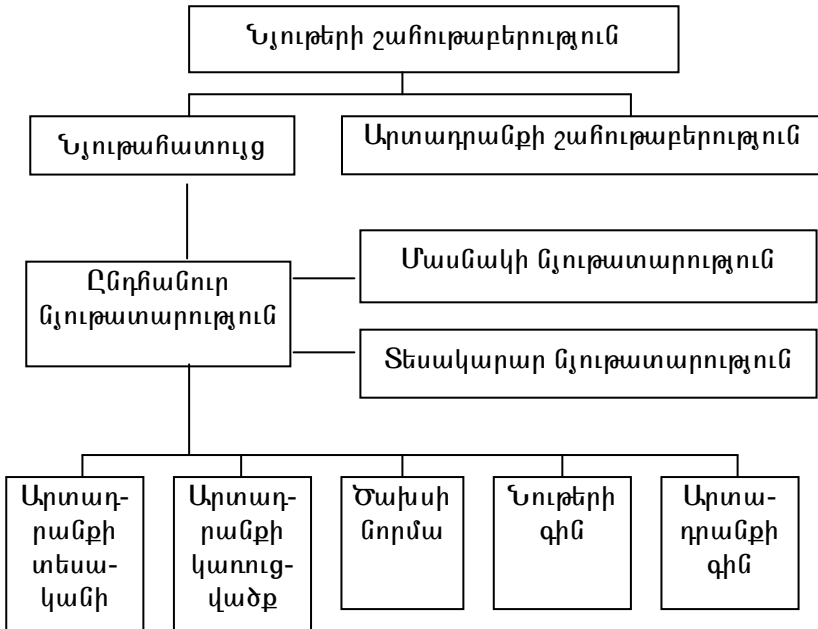 Նյութերի շահութաբերություն
Նյութահատույց
Արտադրանքի շահութաբերություն
Ընդհանուր
նյութատարություն
Մասնակի նյութատարություն
Տեսակարար նյութատարություն
Արտադ-
րանքի
տեսա-
կանի
Արտադ-
րանքի
կառուց-
վածք
Ծախսի
նորմա
Նութերի
գին
Արտա-
դրանքի
գին